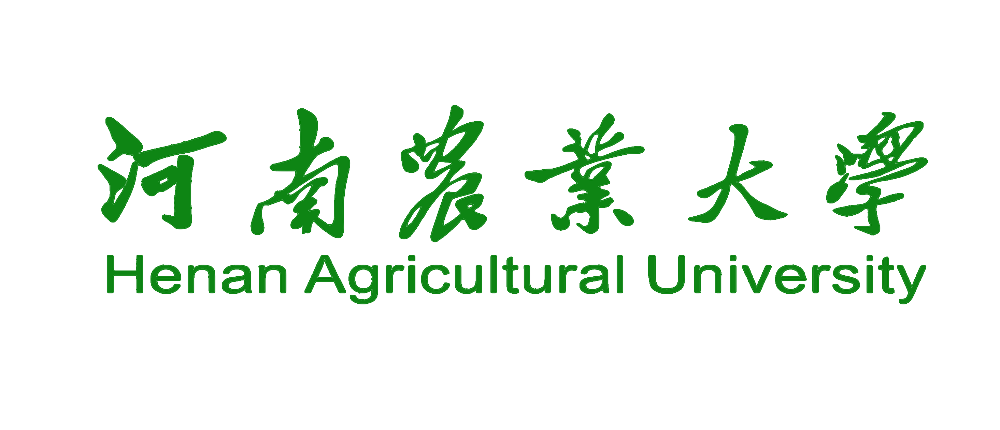 河南農業大學
Henan Agricultural University